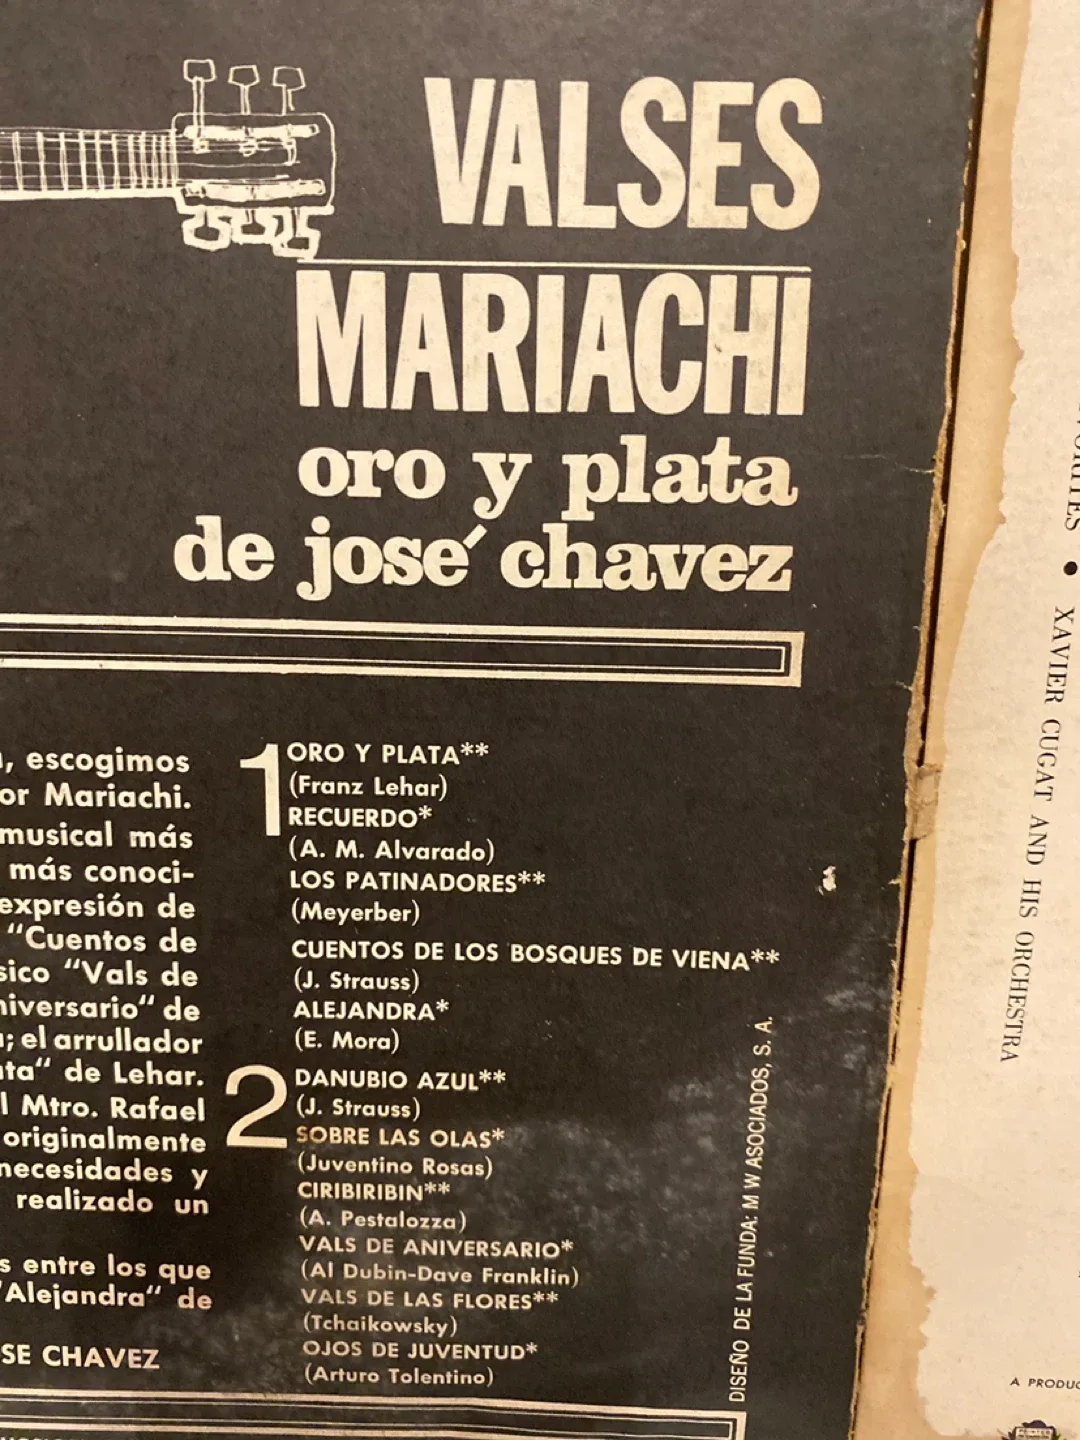 VALSES
MARIACHI
oro y plata
de josé chavez
, escogimos
or Mariachi.
musical más
más conoci-
expresión de
"Cuentos de
sico "Vals de
niversario" de
; el arrullador
ta" de Lehar.
l Mtro. Rafael
originalmente
necesidades y
realizado un
s entre los que
"Alejandra" de
SE CHAVEZ
1 ORO Y PLATA**
(Franz Lehar)
RECUERDO*
(A. M. Alvarado)
LOS PATINADORES**
(Meyerber)
CUENTOS DE LOS BOSQUES DE VIENA**
(J. Strauss)
ALEJANDRA*
(E. Mora)
2 DANUBIO AZUL**
(J. Strauss)
SOBRE LAS OLAS*
(Juventino Rosas)
CIRIBIRIBIN**
(A. Pestalozza)
VALS DE ANIVERSARIO*
(Al Dubin-Dave Franklin)
VALS DE LAS FLORES**
(Tchaikowsky)
OJOS DE JUVENTUD*
(Arturo Tolentino)
DISEÑO DE LA FUNDA: M W ASOCIADOS, S. A.
• XAVIER CUGAT AND HIS ORCHESTRA
A PRODUC